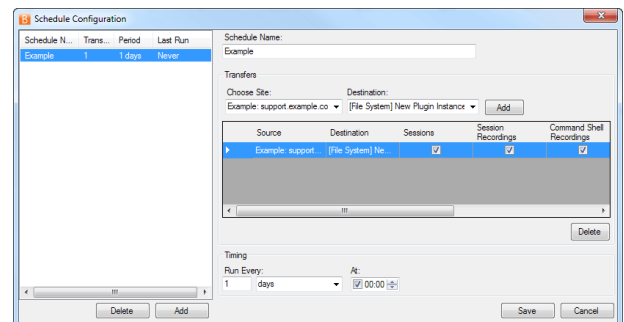 Schedule Configuration
Schedule N... Trans... Period Last Run
Example 1 1 days Never
Schedule Name:
Example
Transfers
Choose Site: Destination:
Example: support.example.co [File System] New Plugin Instance Add
Source Destination Sessions Session Recordings Command Shell Recordings
Example: support... [File System] Ne...
Delete
Timing
Run Every: At:
1 days 00:00
Delete Add Save Cancel